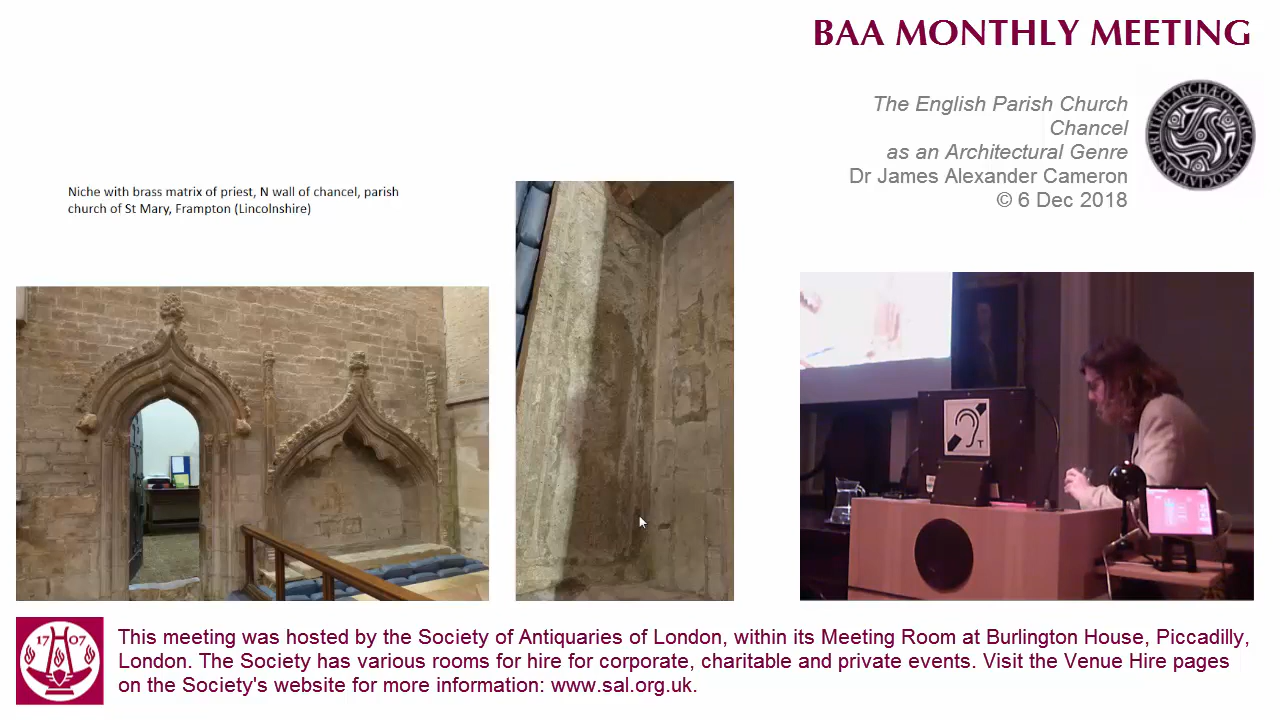 BAA MONTHLY MEETING
The English Parish Church
Chancel
as an Architectural Genre
Dr James Alexander Cameron
© 6 Dec 2018
BRITISH·ARCHÆOLOGICAL·ASSOCIATION
Niche with brass matrix of priest, N wall of chancel, parish
church of St Mary, Frampton (Lincolnshire)
T
1707
This meeting was hosted by the Society of Antiquaries of London, within its Meeting Room at Burlington House, Piccadilly,
London. The Society has various rooms for hire for corporate, charitable and private events. Visit the Venue Hire pages
on the Society's website for more information: www.sal.org.uk.